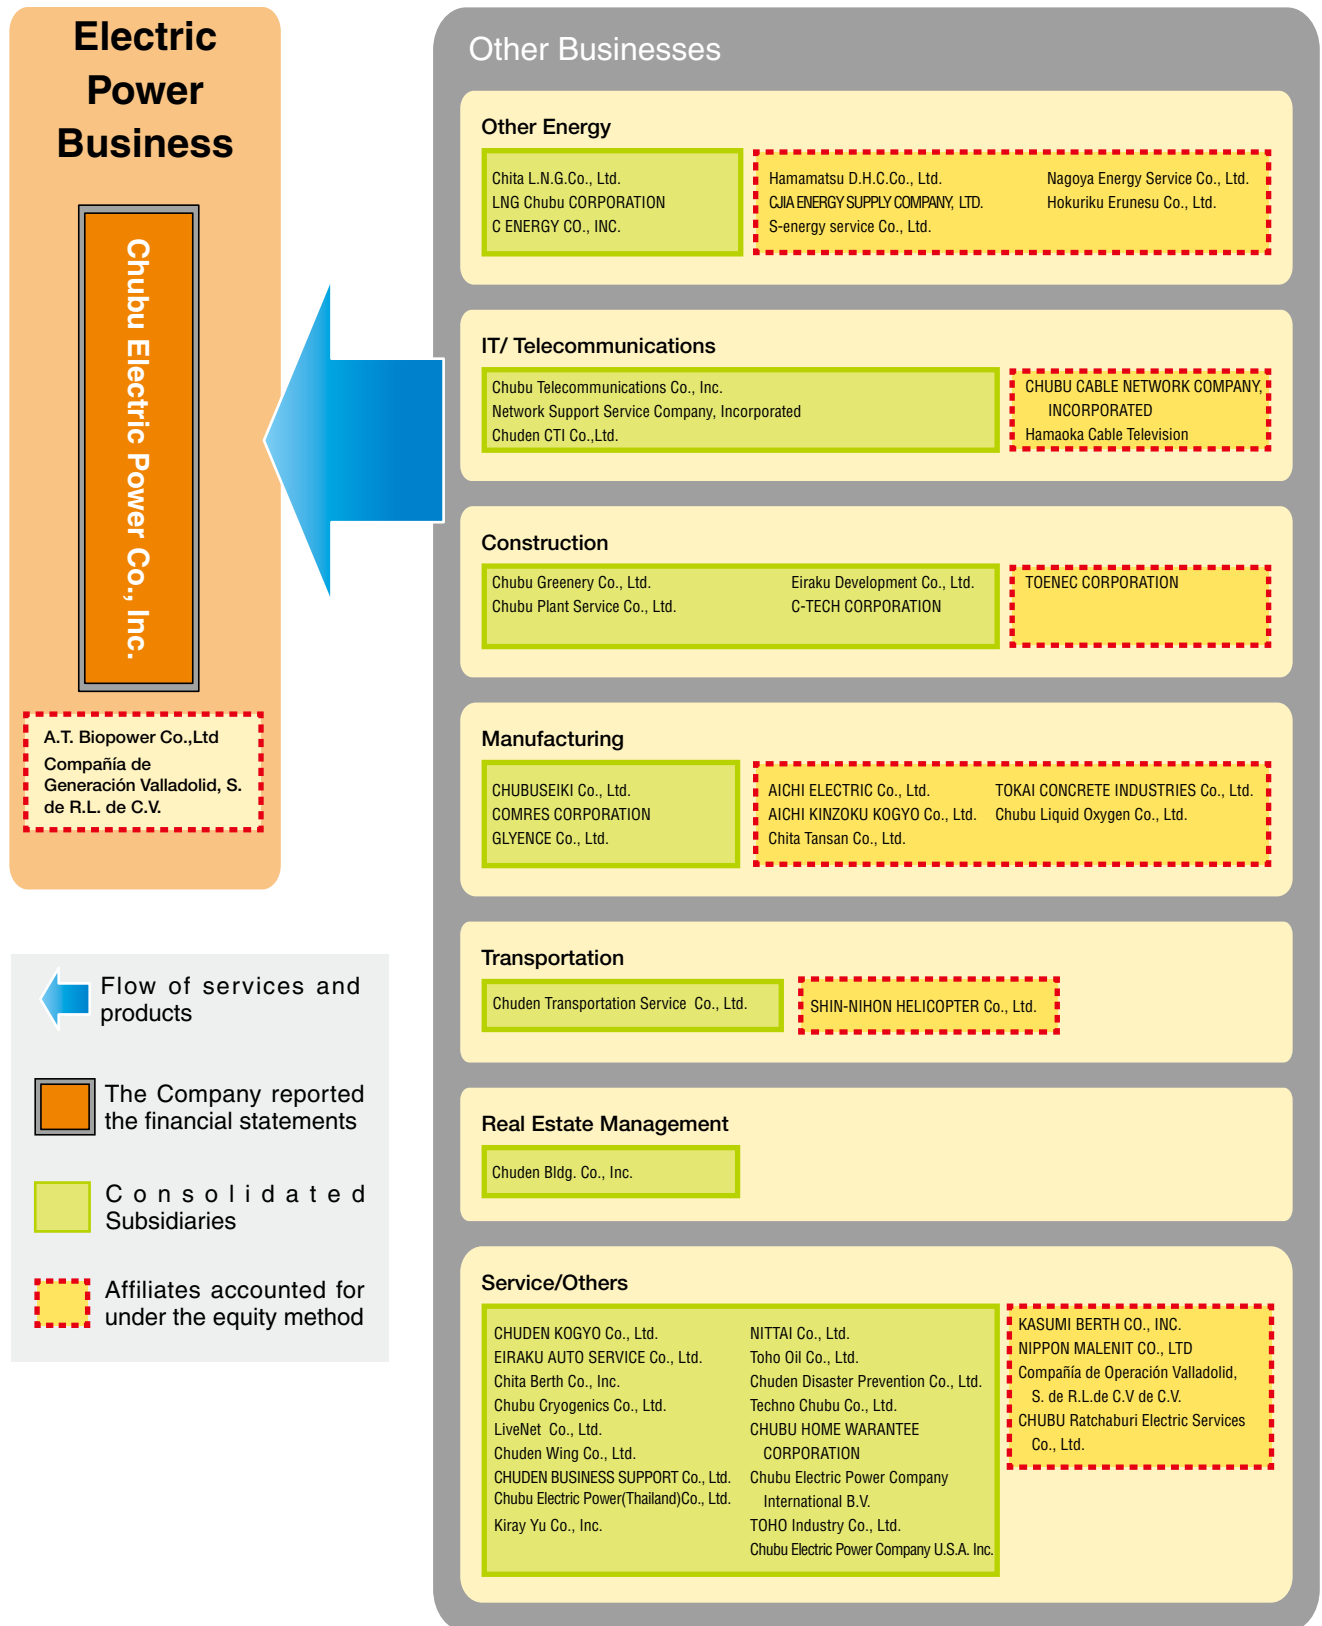 Electric
Power
Business
Chubu Electric Power Co., Inc.
A.T. Biopower Co.,Ltd
Compañía de
Generación Valladolid, S.
de R.L. de C.V.
Flow of services and
products
The Company reported
the financial statements
Consolidated
Subsidiaries
Affiliates accounted for
under the equity method
Other Businesses
Other Energy
Chita L.N.G.Co., Ltd.
LNG Chubu CORPORATION
C ENERGY CO., INC.
Hamamatsu D.H.C.Co., Ltd.
CJIA ENERGY SUPPLY COMPANY, LTD.
S-energy service Co., Ltd.
Nagoya Energy Service Co., Ltd.
Hokuriku Erunesu Co., Ltd.
IT/ Telecommunications
Chubu Telecommunications Co., Inc.
Network Support Service Company, Incorporated
Chuden CTI Co.,Ltd.
CHUBU CABLE NETWORK COMPANY,
INCORPORATED
Hamaoka Cable Television
Construction
Chubu Greenery Co., Ltd.
Chubu Plant Service Co., Ltd.
Eiraku Development Co., Ltd.
C-TECH CORPORATION
TOENEC CORPORATION
Manufacturing
CHUBUSEIKI Co., Ltd.
COMRES CORPORATION
GLYENCE Co., Ltd.
AICHI ELECTRIC Co., Ltd.
AICHI KINZOKU KOGYO Co., Ltd.
Chita Tansan Co., Ltd.
TOKAI CONCRETE INDUSTRIES Co., Ltd.
Chubu Liquid Oxygen Co., Ltd.
Transportation
Chuden Transportation Service Co., Ltd.
SHIN-NIHON HELICOPTER Co., Ltd.
Real Estate Management
Chuden Bldg. Co., Inc.
Service/Others
CHUDEN KOGYO Co., Ltd.
EIRAKU AUTO SERVICE Co., Ltd.
Chita Berth Co., Inc.
Chubu Cryogenics Co., Ltd.
LiveNet Co., Ltd.
Chuden Wing Co., Ltd.
CHUDEN BUSINESS SUPPORT Co., Ltd.
Chubu Electric Power(Thailand)Co., Ltd.
Kiray Yu Co., Inc.
NITTAI Co., Ltd.
Toho Oil Co., Ltd.
Chuden Disaster Prevention Co., Ltd.
Techno Chubu Co., Ltd.
CHUBU HOME WARANTEE
CORPORATION
Chubu Electric Power Company
International B.V.
TOHO Industry Co., Ltd.
Chubu Electric Power Company U.S.A. Inc.
KASUMI BERTH CO., INC.
NIPPON MALENIT CO., LTD
Compañía de Operación Valladolid,
S. de R.L.de C.V de C.V.
CHUBU Ratchaburi Electric Services
Co., Ltd.